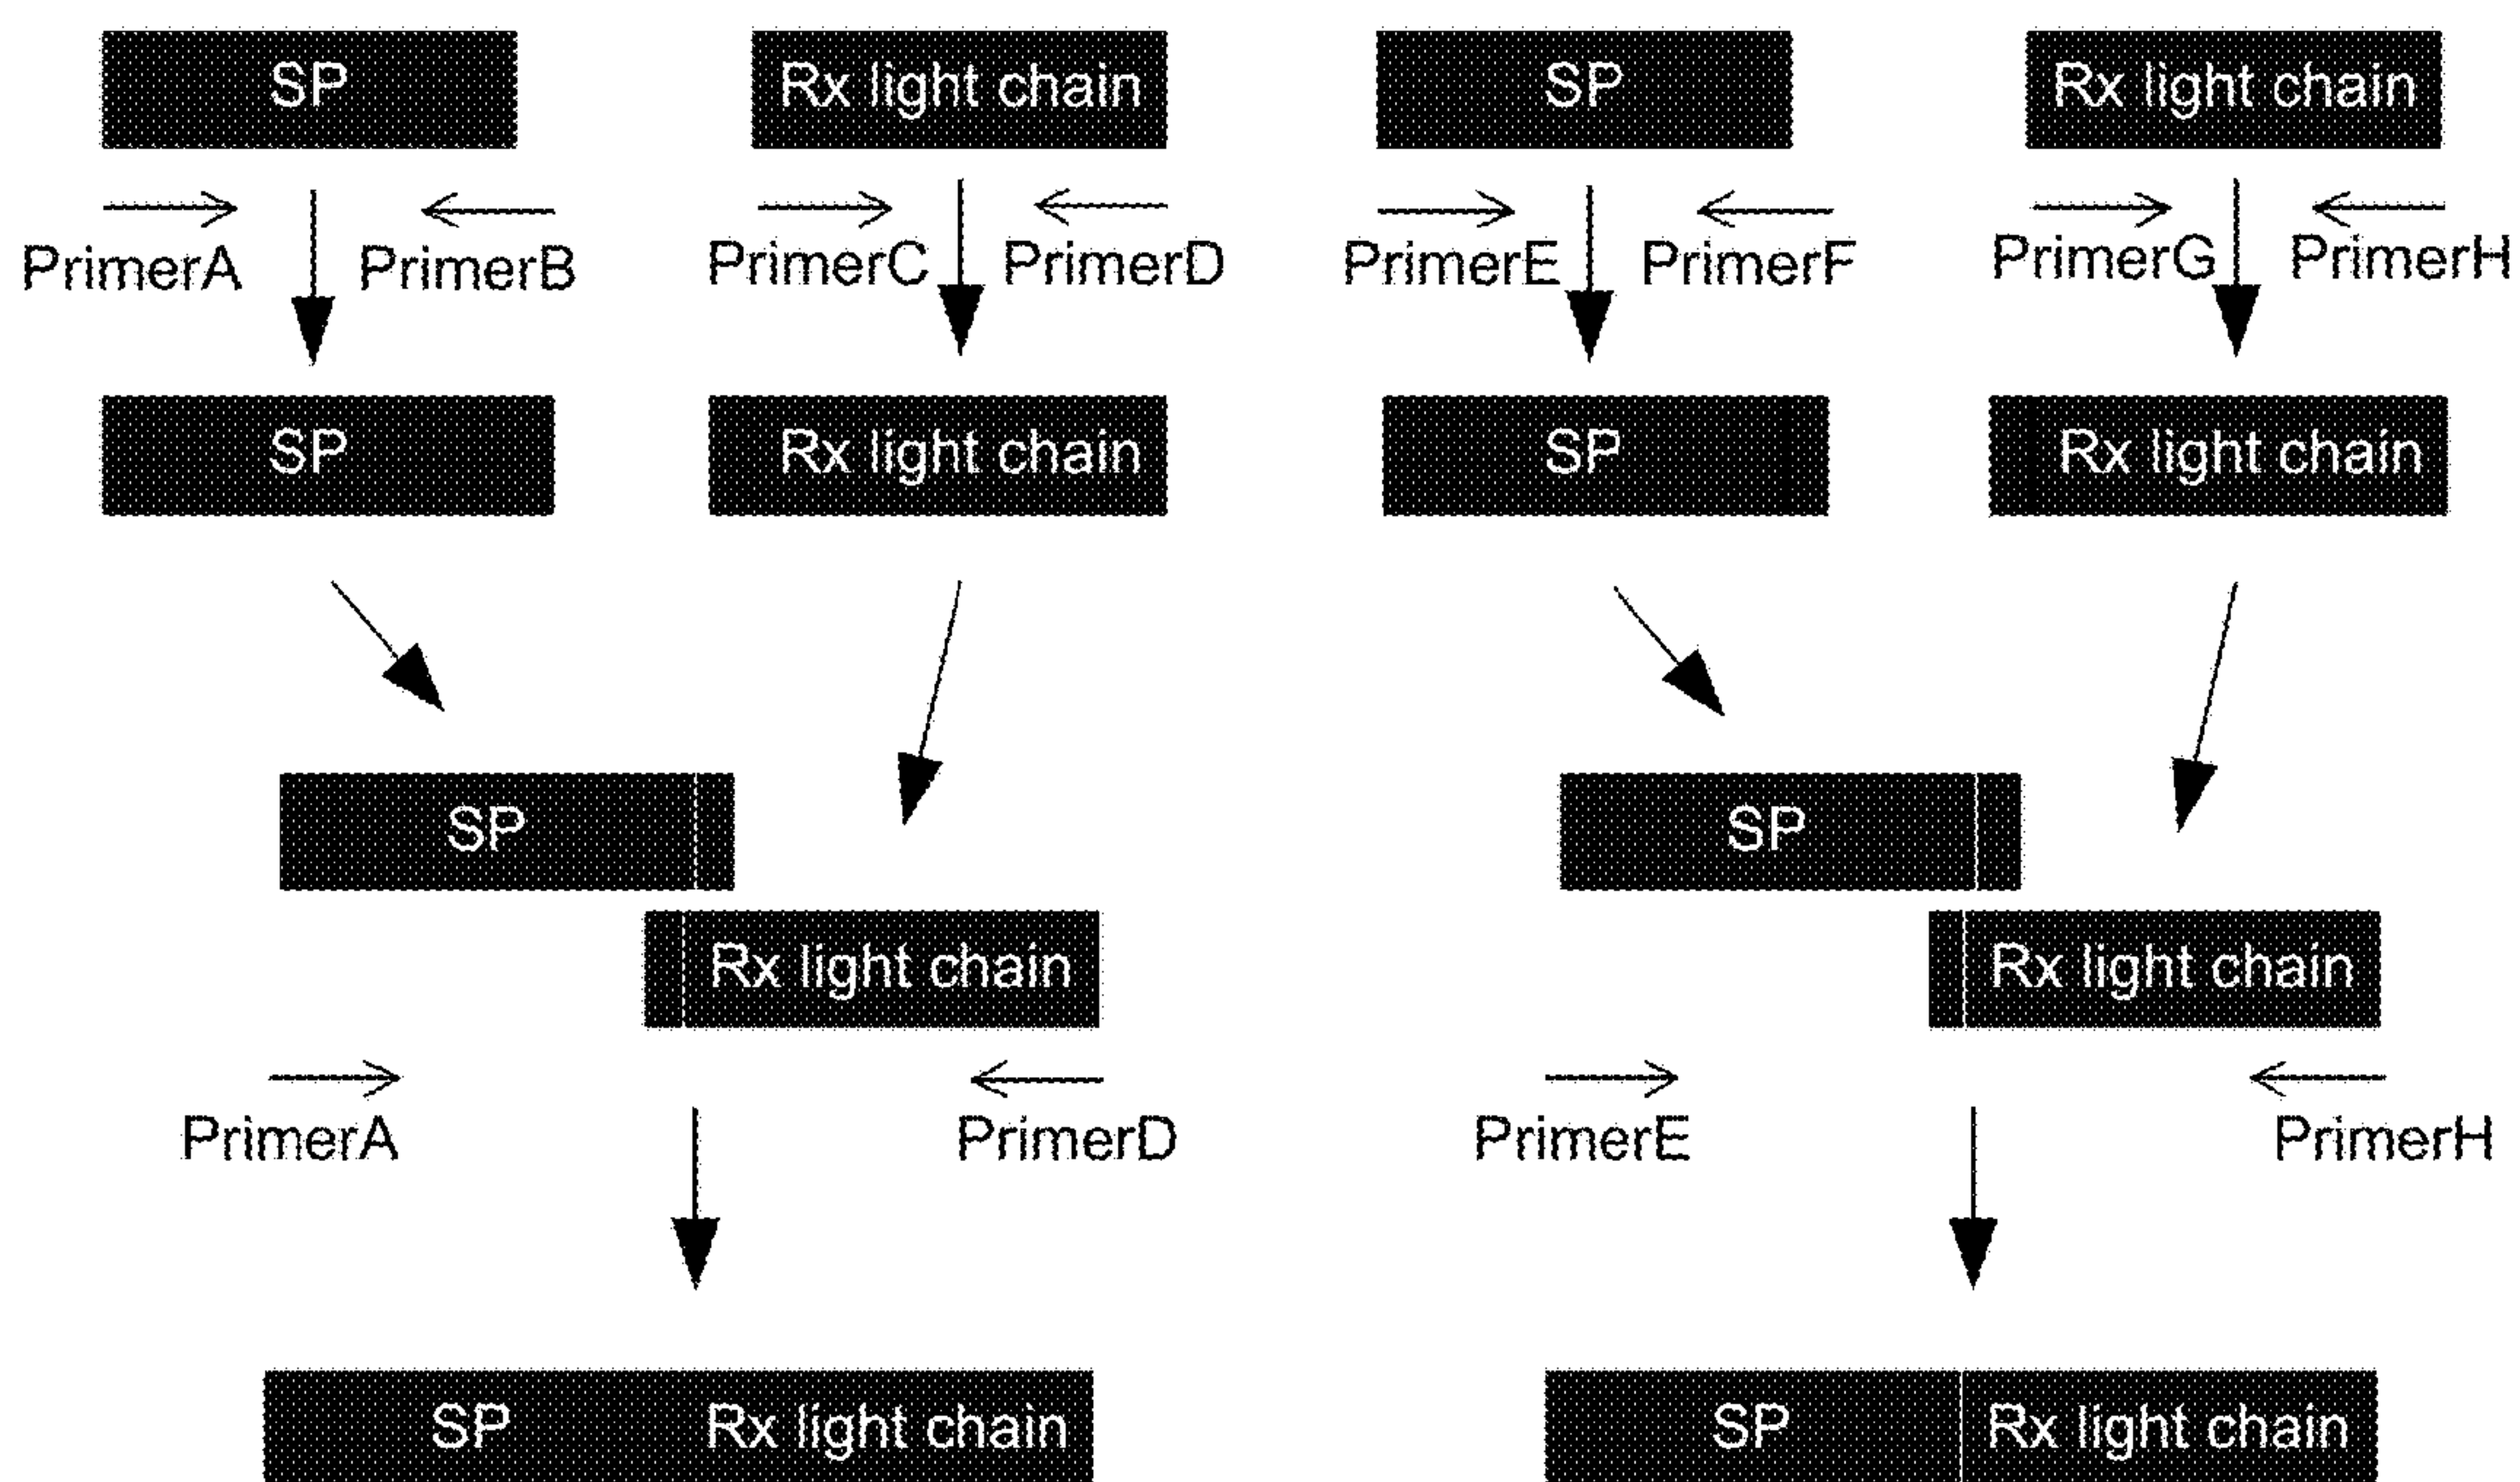 SP Rx light chain SP Rx light chain
PrimerA PrimerB PrimerC PrimerD PrimerE PrimerF PrimerG PrimerH
SP Rx light chain SP Rx light chain
SP SP
Rx light chain Rx light chain
PrimerA PrimerD PrimerE PrimerH
SP Rx light chain SP Rx light chain